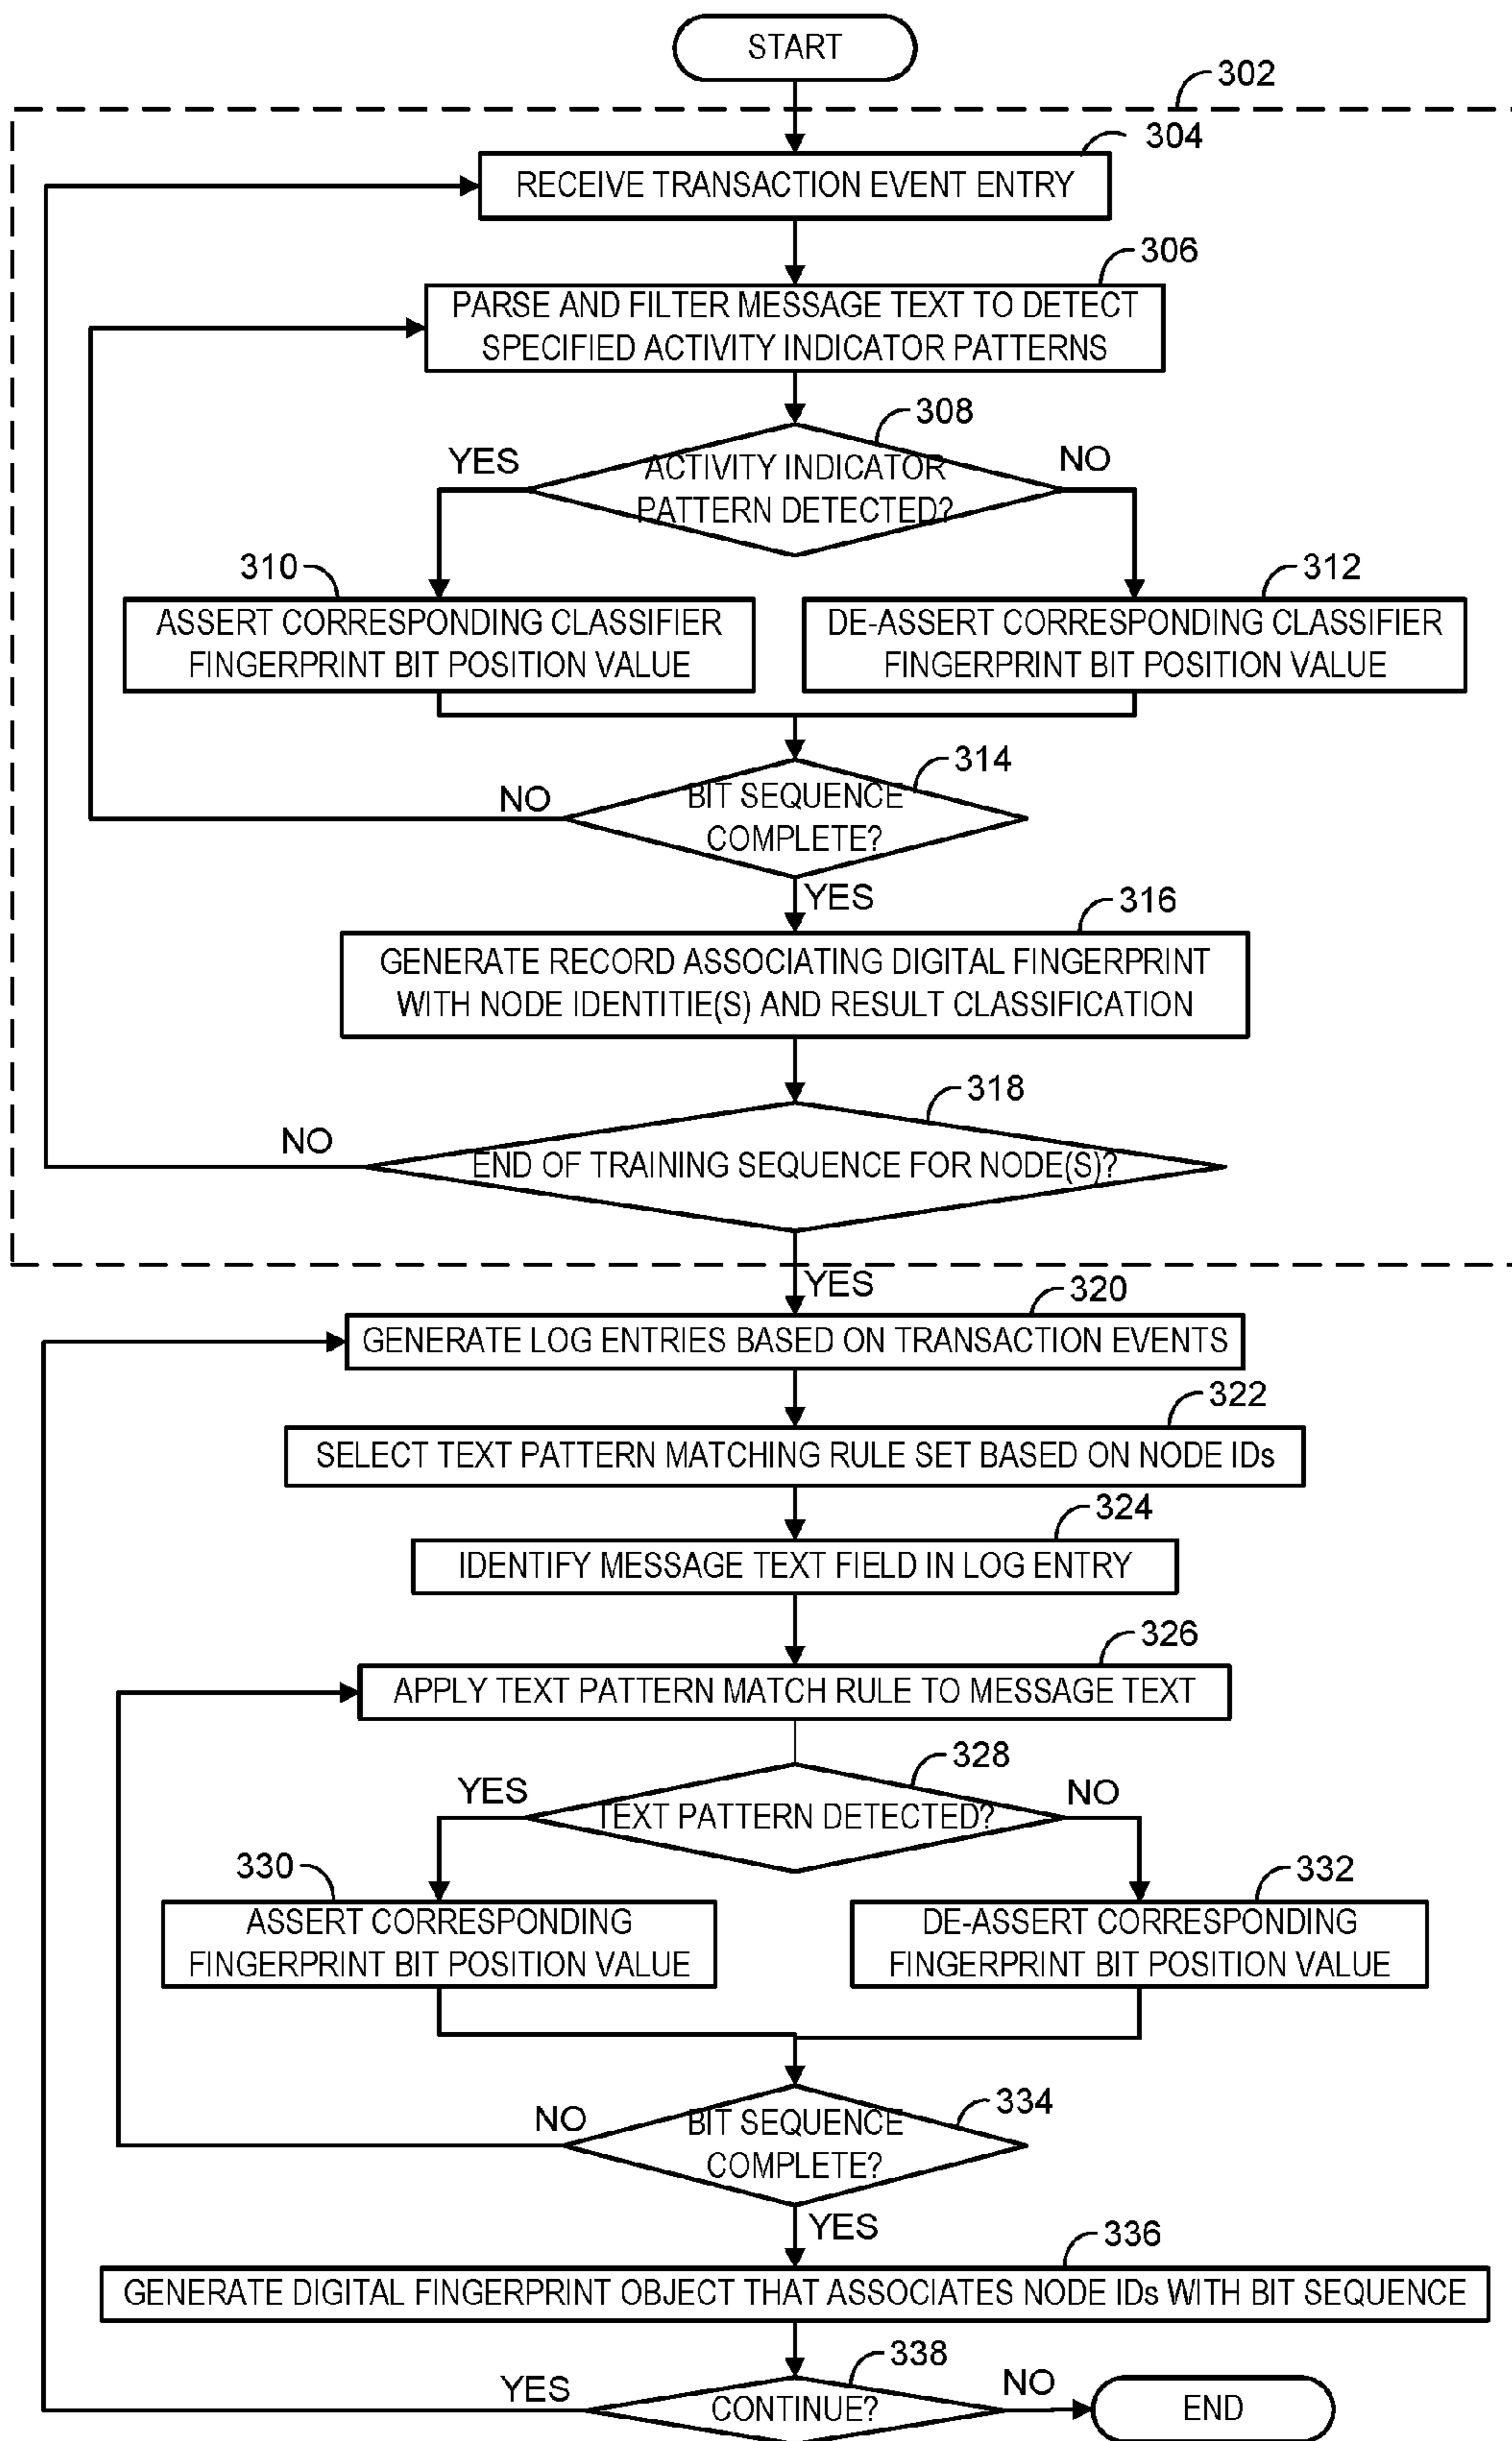 START
302
304
RECEIVE TRANSACTION EVENT ENTRY
306
PARSE AND FILTER MESSAGE TEXT TO DETECT
SPECIFIED ACTIVITY INDICATOR PATTERNS
308
YES
ACTIVITY INDICATOR
PATTERN DETECTED?
NO
310
ASSERT CORRESPONDING CLASSIFIER
FINGERPRINT BIT POSITION VALUE
312
DE-ASSERT CORRESPONDING CLASSIFIER
FINGERPRINT BIT POSITION VALUE
314
NO
BIT SEQUENCE
COMPLETE?
YES
316
GENERATE RECORD ASSOCIATING DIGITAL FINGERPRINT
WITH NODE IDENTITIE(S) AND RESULT CLASSIFICATION
318
NO
END OF TRAINING SEQUENCE FOR NODE(S)?
YES
320
GENERATE LOG ENTRIES BASED ON TRANSACTION EVENTS
322
SELECT TEXT PATTERN MATCHING RULE SET BASED ON NODE IDs
324
IDENTIFY MESSAGE TEXT FIELD IN LOG ENTRY
326
APPLY TEXT PATTERN MATCH RULE TO MESSAGE TEXT
328
YES
TEXT PATTERN DETECTED?
NO
330
ASSERT CORRESPONDING
FINGERPRINT BIT POSITION VALUE
332
DE-ASSERT CORRESPONDING
FINGERPRINT BIT POSITION VALUE
334
NO
BIT SEQUENCE
COMPLETE?
YES
336
GENERATE DIGITAL FINGERPRINT OBJECT THAT ASSOCIATES NODE IDs WITH BIT SEQUENCE
338
YES
CONTINUE?
NO
END